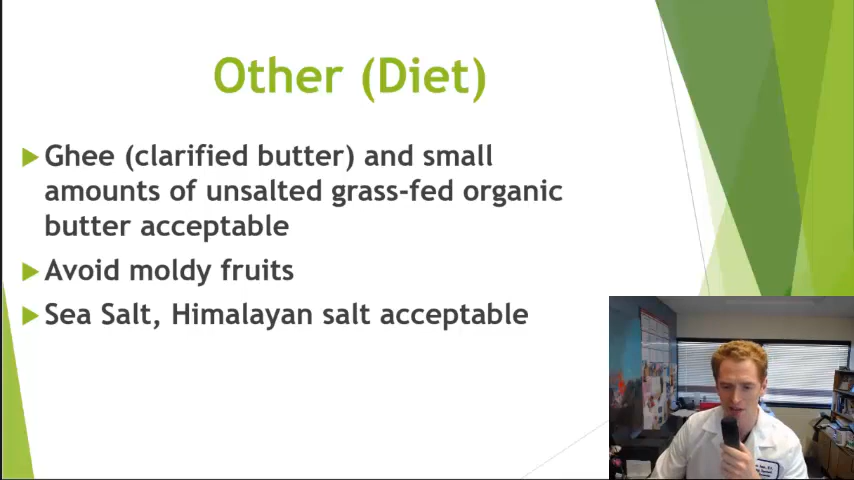 Other (Diet)
Ghee (clarified butter) and small
amounts of unsalted grass-fed organic
butter acceptable
Avoid moldy fruits
Sea Salt, Himalayan salt acceptable